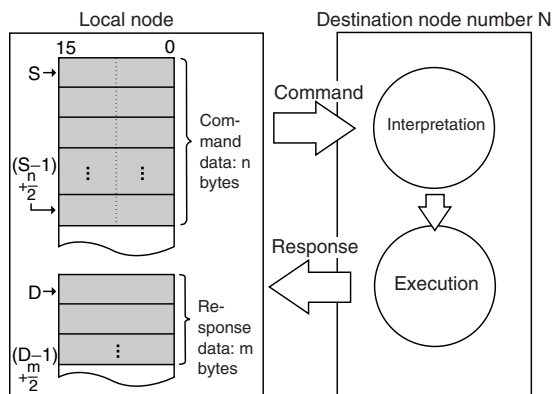 Local node
Destination node number N
15 0
S
Com-
mand
data: n
bytes
(S–1)
+n/2
D
Re-
sponse
data: m
bytes
(D–1)
+m/2
Command
Response
Interpretation
Execution